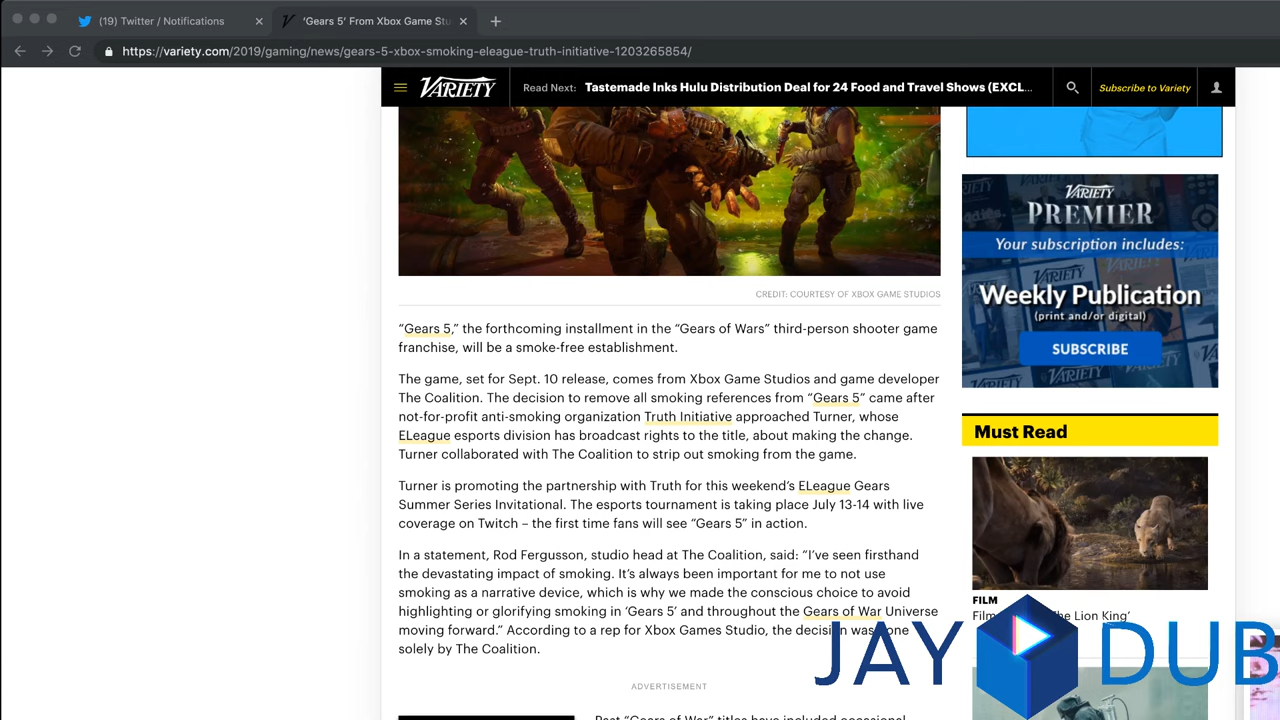 (19) Twitter / Notifications
'Gears 5' From Xbox Game Stu
https://variety.com/2019/gaming/news/gears-5-xbox-smoking-eleague-truth-initiative-1203265854/
VARIETY
Read Next: Tastemade Inks Hulu Distribution Deal for 24 Food and Travel Shows (EXCL...
Subscribe to Variety
CREDIT: COURTESY OF XBOX GAME STUDIOS
“Gears 5,” the forthcoming installment in the “Gears of Wars” third-person shooter game
franchise, will be a smoke-free establishment.
The game, set for Sept. 10 release, comes from Xbox Game Studios and game developer
The Coalition. The decision to remove all smoking references from “Gears 5” came after
not-for-profit anti-smoking organization Truth Initiative approached Turner, whose
ELeague esports division has broadcast rights to the title, about making the change.
Turner collaborated with The Coalition to strip out smoking from the game.
Turner is promoting the partnership with Truth for this weekend’s ELeague Gears
Summer Series Invitational. The esports tournament is taking place July 13-14 with live
coverage on Twitch – the first time fans will see “Gears 5” in action.
In a statement, Rod Fergusson, studio head at The Coalition, said: “I’ve seen firsthand
the devastating impact of smoking. It’s always been important for me to not use
smoking as a narrative device, which is why we made the conscious choice to avoid
highlighting or glorifying smoking in ‘Gears 5’ and throughout the Gears of War Universe
moving forward.” According to a rep for Xbox Games Studio, the decision was
solely by The Coalition.
ADVERTISEMENT
Past “Gears of War” titles have included occasional
VARIETY
PREMIER
Your subscription includes:
Weekly Publication
(print and/or digital)
SUBSCRIBE
Must Read
FILM
The Lion King’
JAY DUB